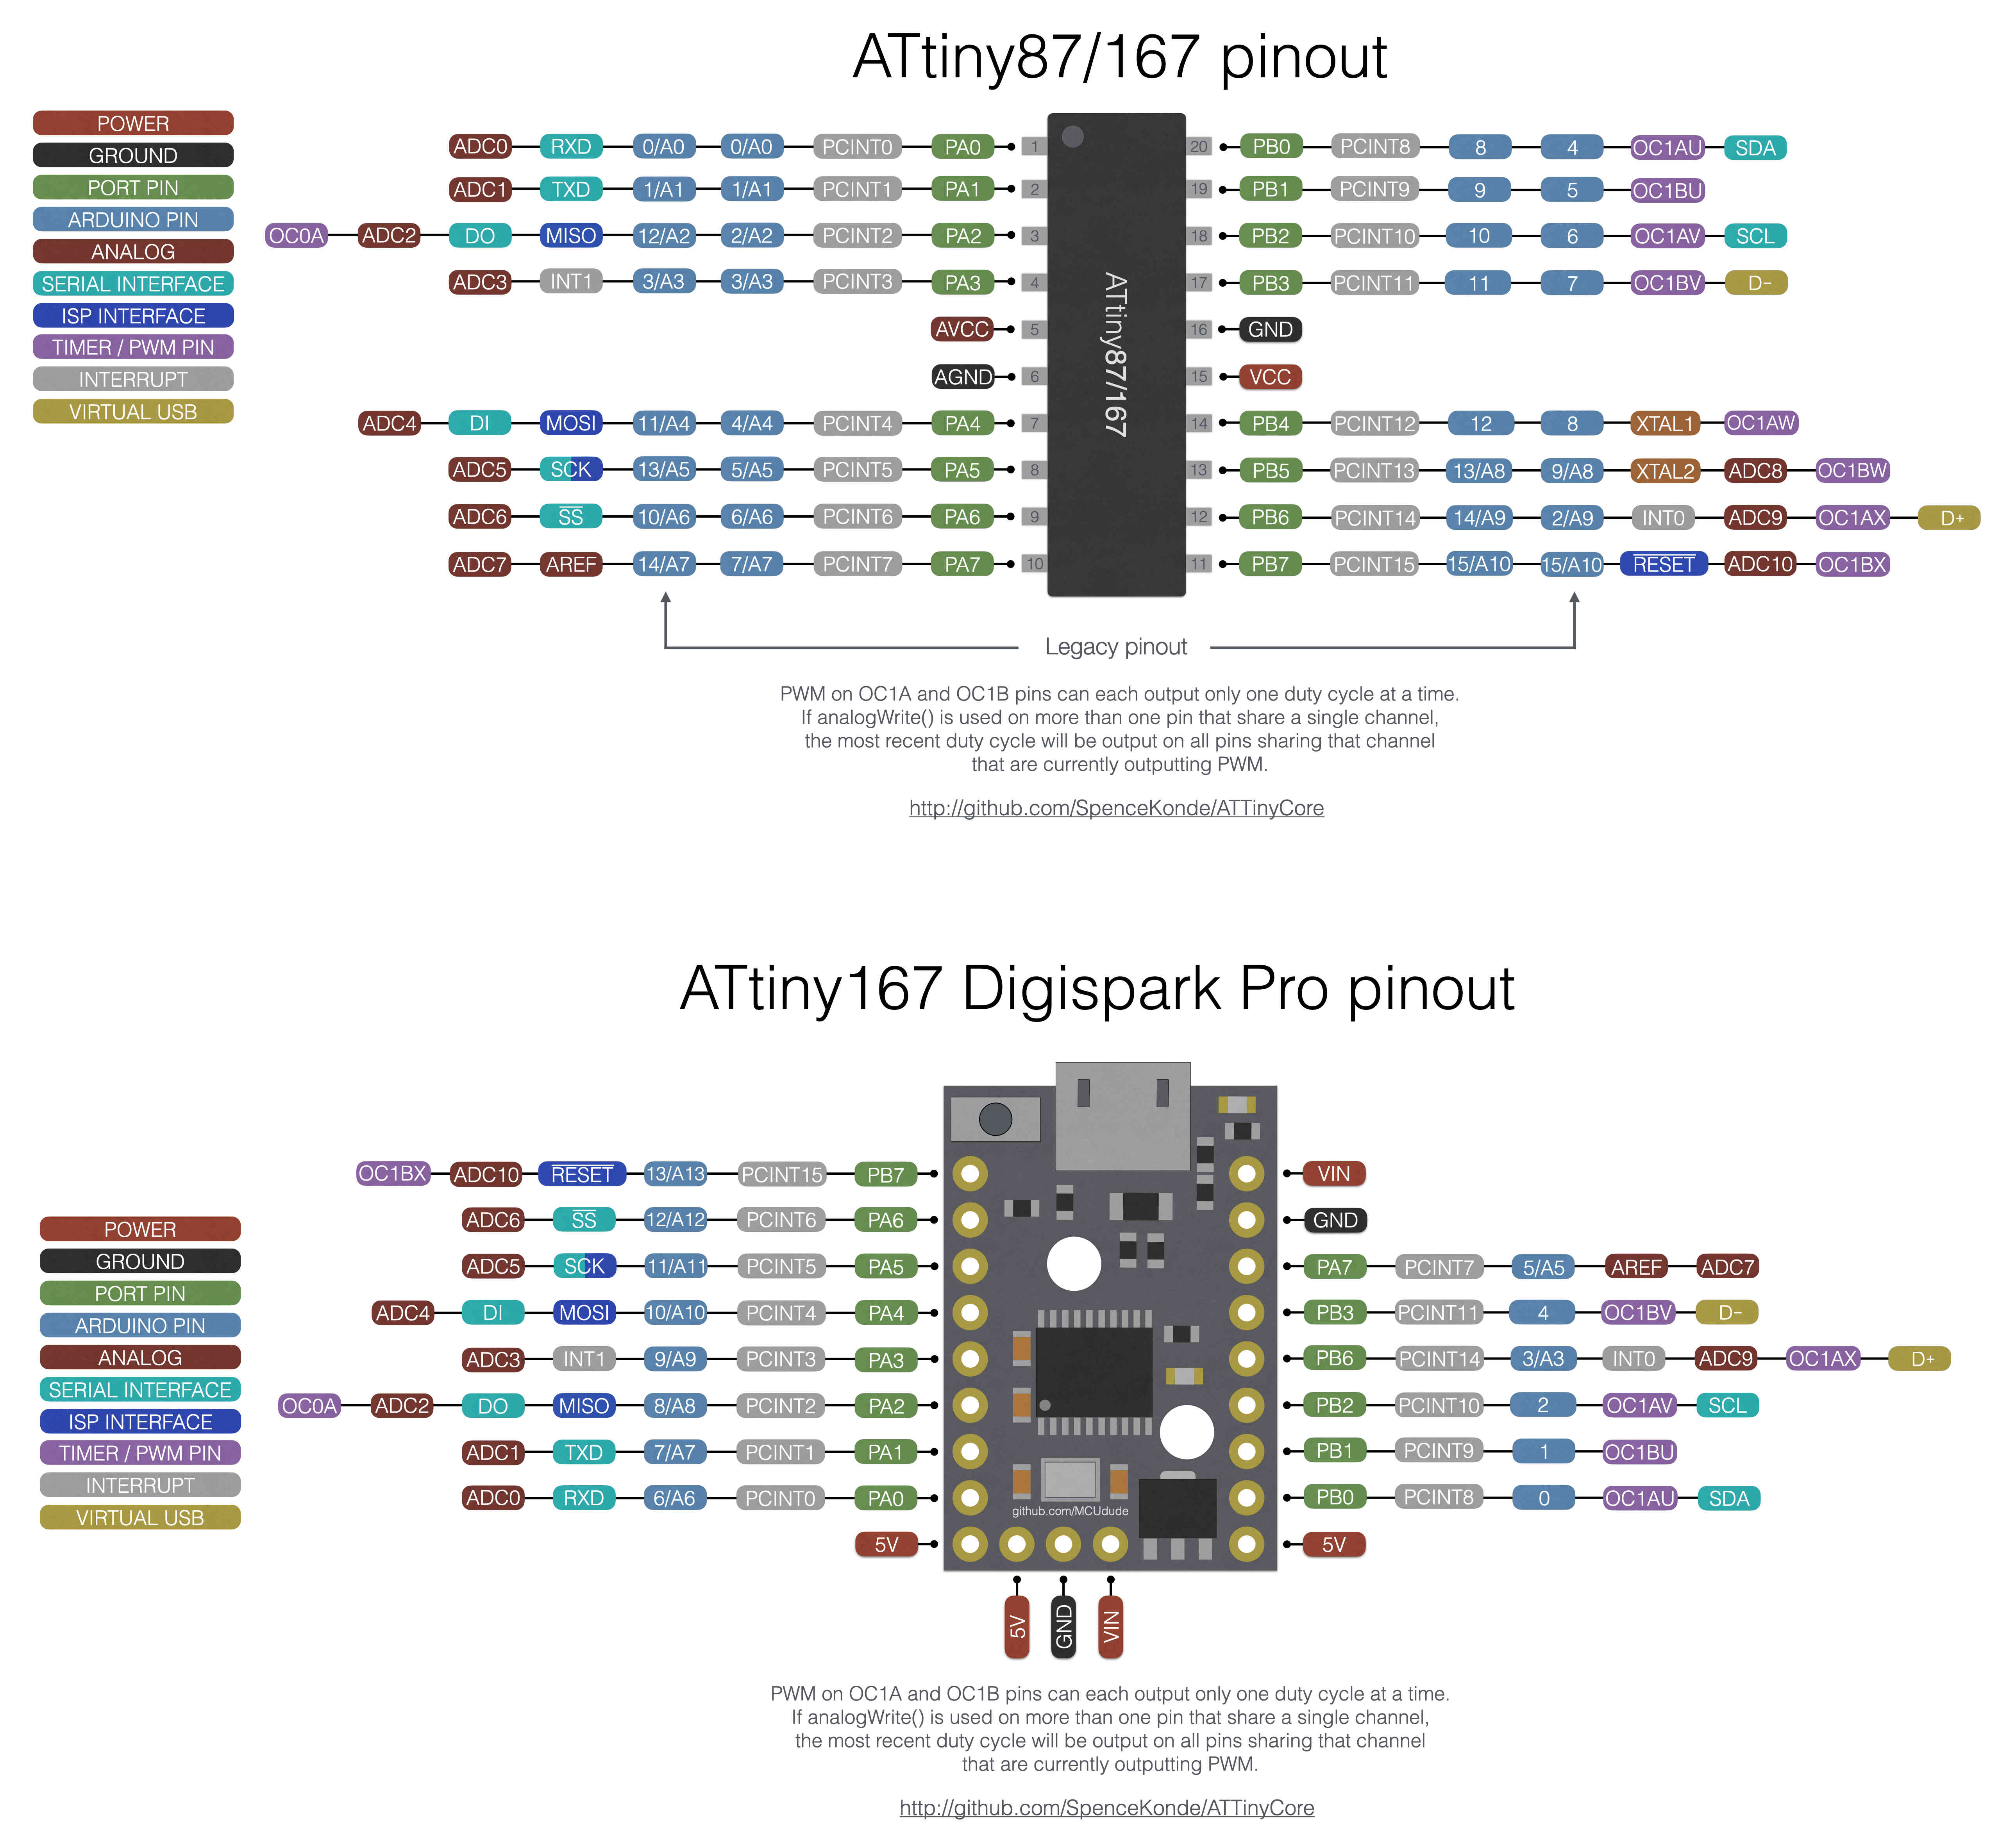 ATtiny87/167 pinout
POWER
GROUND
PORT PIN
ARDUINO PIN
ANALOG
SERIAL INTERFACE
ISP INTERFACE
TIMER / PWM PIN
INTERRUPT
VIRTUAL USB
ADC0 RXD 0/A0 0/A0 PCINT0 PA0 1 20 PB0 PCINT8 8 4 OC1AU SDA
ADC1 TXD 1/A1 1/A1 PCINT1 PA1 2 19 PB1 PCINT9 9 5 OC1BU
OC0A ADC2 DO MISO 12/A2 2/A2 PCINT2 PA2 3 18 PB2 PCINT10 10 6 OC1AV SCL
ADC3 INT1 3/A3 3/A3 PCINT3 PA3 4 17 PB3 PCINT11 11 7 OC1BV D-
AVCC 5 16 GND
AGND 6 15 VCC
ADC4 DI MOSI 11/A4 4/A4 PCINT4 PA4 7 14 PB4 PCINT12 12 8 XTAL1 OC1AW
ADC5 SCK 13/A5 5/A5 PCINT5 PA5 8 13 PB5 PCINT13 13/A8 9/A8 XTAL2 ADC8 OC1BW
ADC6 SS 10/A6 6/A6 PCINT6 PA6 9 12 PB6 PCINT14 14/A9 2/A9 INT0 ADC9 OC1AX D+
ADC7 AREF 14/A7 7/A7 PCINT7 PA7 10 11 PB7 PCINT15 15/A10 15/A10 RESET ADC10 OC1BX
ATtiny87/167
Legacy pinout
PWM on OC1A and OC1B pins can each output only one duty cycle at a time.
If analogWrite() is used on more than one pin that share a single channel,
the most recent duty cycle will be output on all pins sharing that channel
that are currently outputting PWM.
http://github.com/SpenceKonde/ATTinyCore
ATtiny167 Digispark Pro pinout
POWER
GROUND
PORT PIN
ARDUINO PIN
ANALOG
SERIAL INTERFACE
ISP INTERFACE
TIMER / PWM PIN
INTERRUPT
VIRTUAL USB
OC1BX ADC10 RESET 13/A13 PCINT15 PB7 VIN
ADC6 SS 12/A12 PCINT6 PA6 GND
ADC5 SCK 11/A11 PCINT5 PA5 PA7 PCINT7 5/A5 AREF ADC7
ADC4 DI MOSI 10/A10 PCINT4 PA4 PB3 PCINT11 4 OC1BV D-
ADC3 INT1 9/A9 PCINT3 PA3 PB6 PCINT14 3/A3 INT0 ADC9 OC1AX D+
OC0A ADC2 DO MISO 8/A8 PCINT2 PA2 PB2 PCINT10 2 OC1AV SCL
ADC1 TXD 7/A7 PCINT1 PA1 PB1 PCINT9 1 OC1BU
ADC0 RXD 6/A6 PCINT0 PA0 PB0 PCINT8 0 OC1AU SDA
github.com/MCUdude
5V 5V
5V GND VIN
PWM on OC1A and OC1B pins can each output only one duty cycle at a time.
If analogWrite() is used on more than one pin that share a single channel,
the most recent duty cycle will be output on all pins sharing that channel
that are currently outputting PWM.
http://github.com/SpenceKonde/ATTinyCore